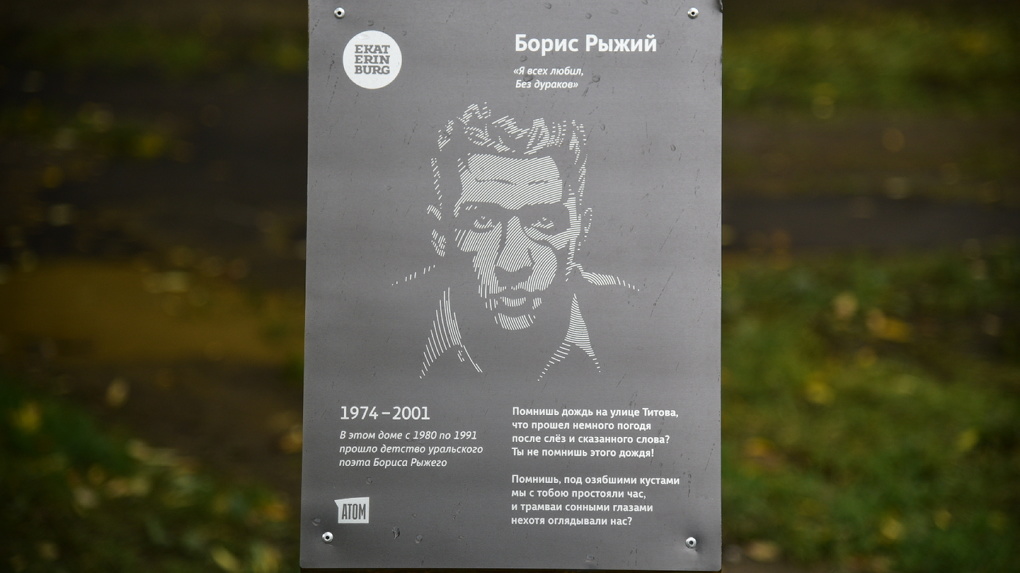 EKAT
ERIN
BURG
Борис Рыжий
«Я всех любил,
Без дураков»
1974–2001
В этом доме с 1980 по 1991
прошло детство уральского
поэта Бориса Рыжего
АТОМ
Помнишь дождь на улице Титова,
что прошел немного погодя
после слёз и сказанного слова?
Ты не помнишь этого дождя!
Помнишь, под озябшими кустами
мы с тобою простояли час,
и трамваи сонными глазами
нехотя оглядывали нас?